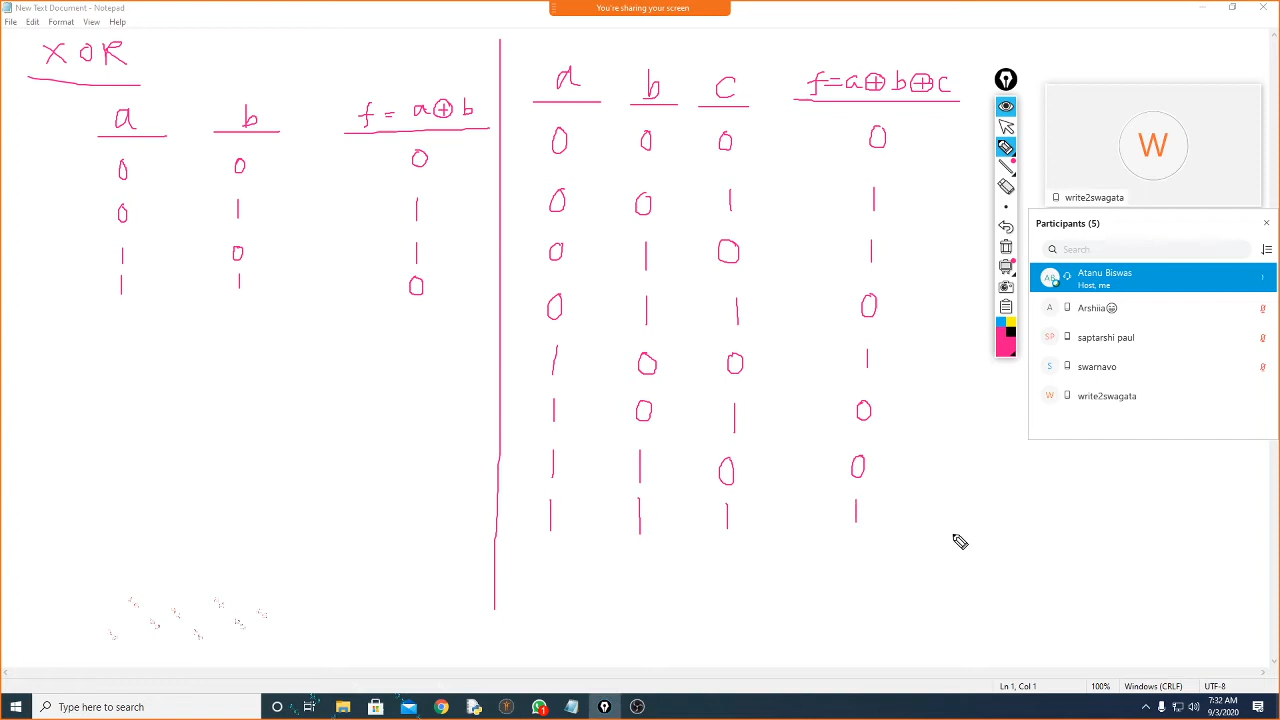 New Text Document - Notepad
You're sharing your screen
File Edit Format View Help
XOR
a b f = a⊕b
0 0 0
0 1 1
1 0 1
1 1 0
a b c f=a⊕b⊕c
0 0 0 0
0 0 1 1
0 1 0 1
0 1 1 0
1 0 0 1
1 0 1 0
1 1 0 0
1 1 1 1
W
write2swagata
Participants (5)
Search
AB Atanu Biswas
Host, me
A Arshiia😄
SP saptarshi paul
S swarnavo
W write2swagata
Ln 1, Col 1 100% Windows (CRLF) UTF-8
Type here to search
1
7:32 AM
9/3/2020